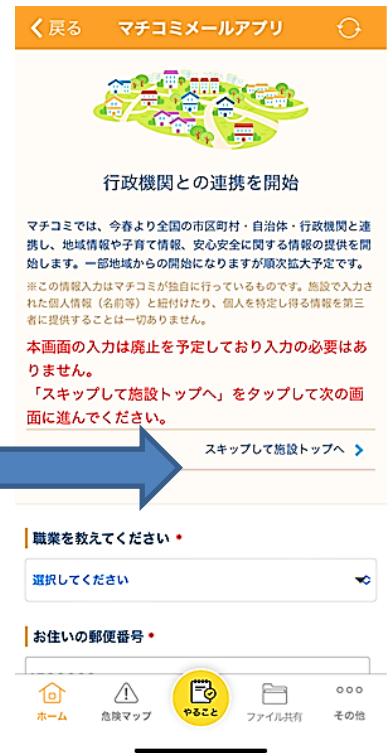 戻る マチコミメールアプリ
行政機関との連携を開始
マチコミでは、今春より全国の市区町村・自治体・行政機関と連
携し、地域情報や子育て情報、安心安全に関する情報の提供を開
始します。一部地域からの開始になりますが順次拡大予定です。
※この情報入力はマチコミが独自に行っているものです。施設で入力さ
れた個人情報（名前等）と紐付けたり、個人を特定し得る情報を第三
者に提供することは一切ありません。
本画面の入力は廃止を予定しており入力の必要はあ
りません。
「スキップして施設トップへ」をタップして次の画
面に進んでください。
スキップして施設トップへ
職業を教えてください
選択してください
お住いの郵便番号
ホーム 危険マップ やること ファイル共有 その他